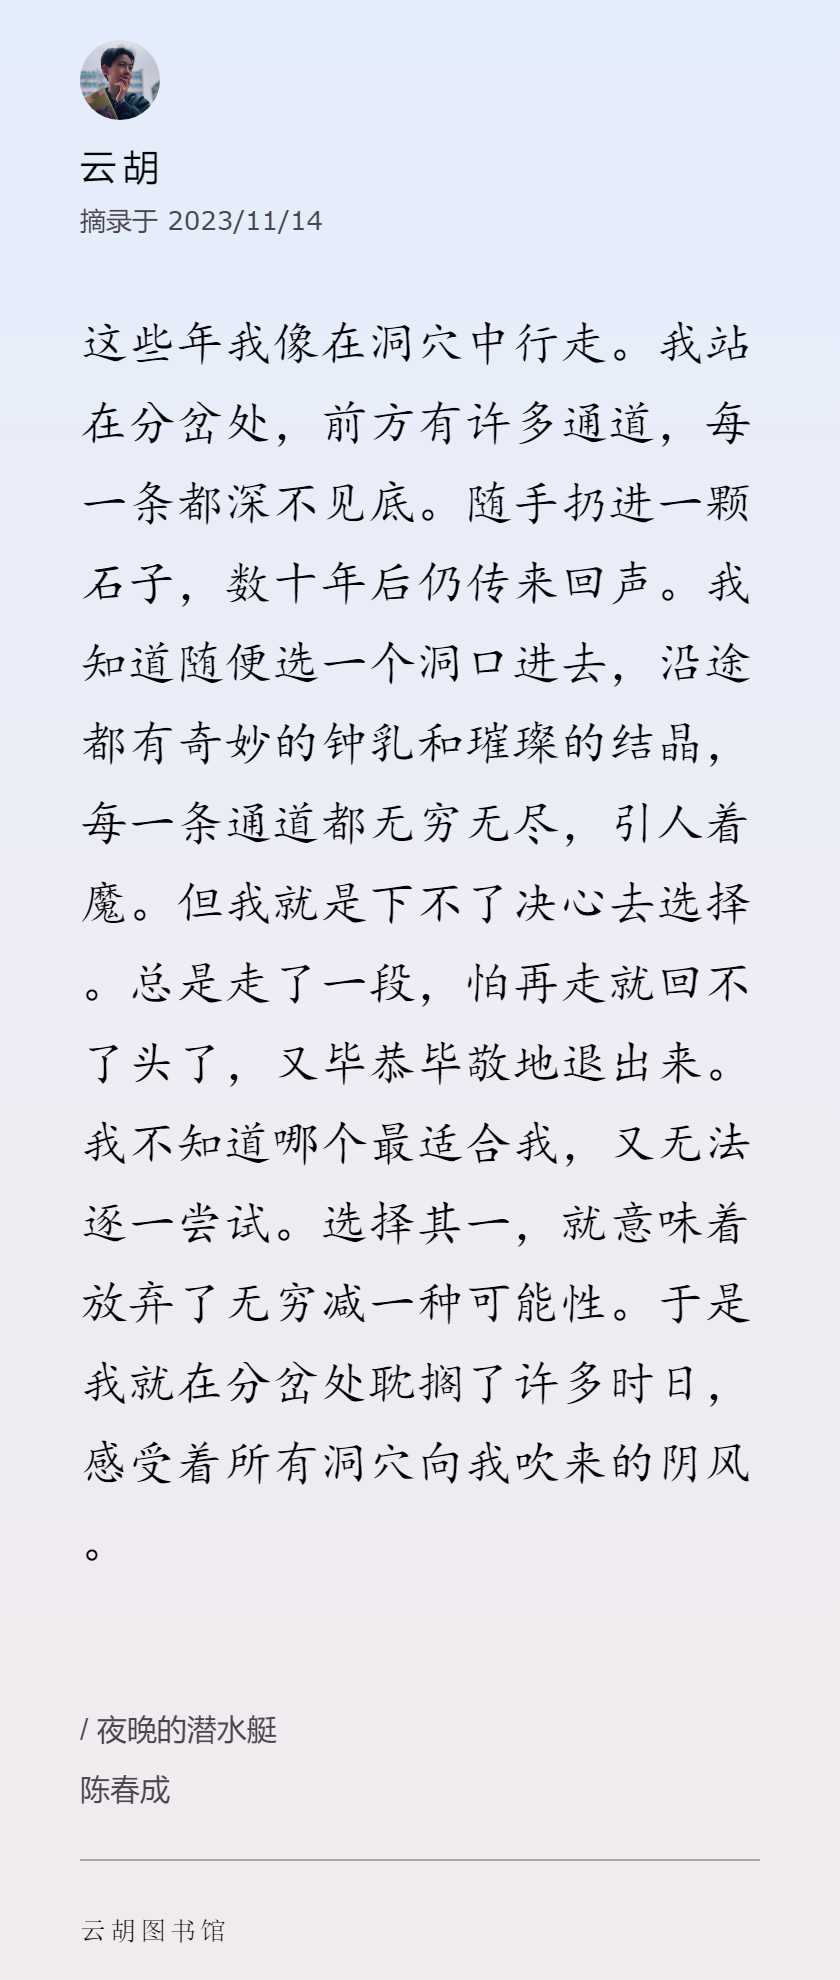 云胡
摘录于 2023/11/14
这些年我像在洞穴中行走。我站
在分岔处，前方有许多通道，每
一条都深不见底。随手扔进一颗
石子，数十年后仍传来回声。我
知道随便选一个洞口进去，沿途
都有奇妙的钟乳和璀璨的结晶，
每一条通道都无穷无尽，引人着
魔。但我就是下不了决心去选择
。总是走了一段，怕再走就回不
了头了，又毕恭毕敬地退出来。
我不知道哪个最适合我，又无法
逐一尝试。选择其一，就意味着
放弃了无穷减一种可能性。于是
我就在分岔处耽搁了许多时日，
感受着所有洞穴向我吹来的阴风
。
/ 夜晚的潜水艇
陈春成
云胡图书馆